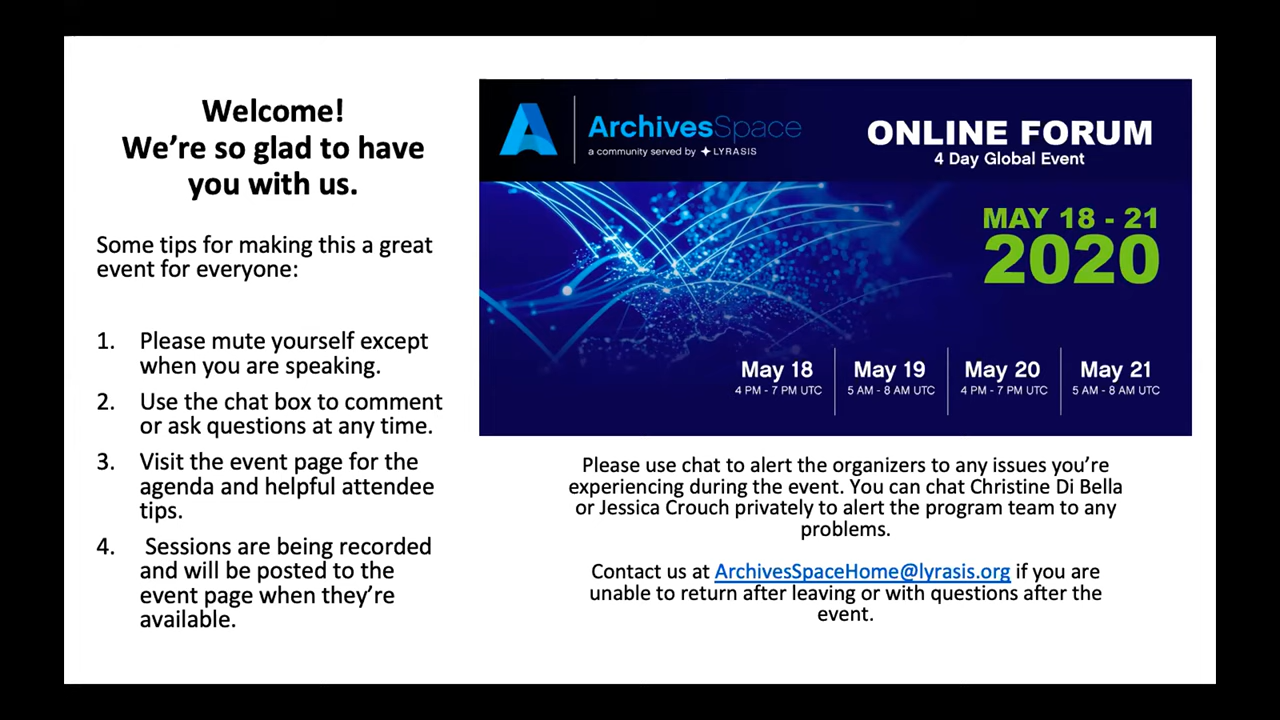 Welcome!
We're so glad to have
you with us.
Some tips for making this a great
event for everyone:
1. Please mute yourself except
when you are speaking.
2. Use the chat box to comment
or ask questions at any time.
3. Visit the event page for the
agenda and helpful attendee
tips.
4. Sessions are being recorded
and will be posted to the
event page when they're
available.
ArchivesSpace
a community served by LYRASIS
ONLINE FORUM
4 Day Global Event
MAY 18 - 21
2020
May 18
4 PM - 7 PM UTC
May 19
5 AM - 8 AM UTC
May 20
4 PM - 7 PM UTC
May 21
5 AM - 8 AM UTC
Please use chat to alert the organizers to any issues you're
experiencing during the event. You can chat Christine Di Bella
or Jessica Crouch privately to alert the program team to any
problems.
Contact us at ArchivesSpaceHome@lyrasis.org if you are
unable to return after leaving or with questions after the
event.